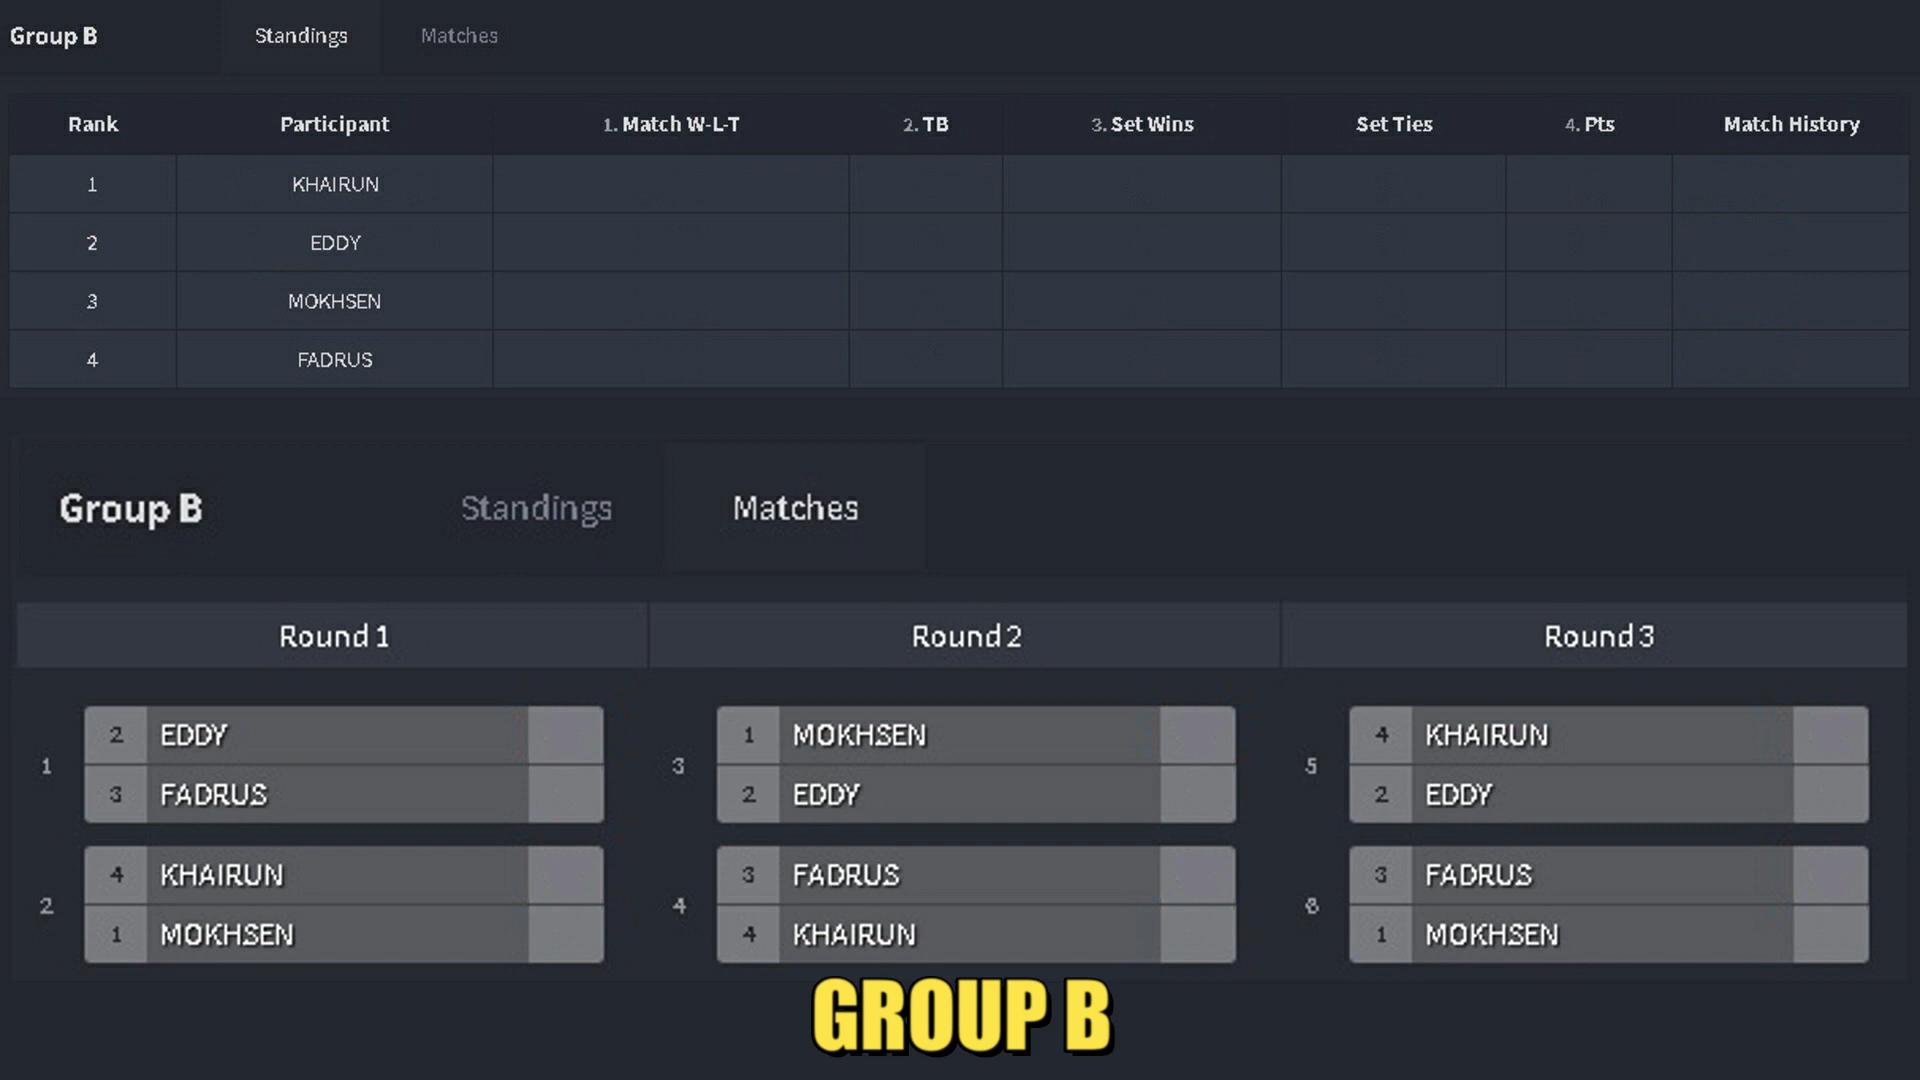 Group B Standings Matches
Rank Participant 1. Match W-L-T 2. TB 3. Set Wins Set Ties 4. Pts Match History
1 KHAIRUN
2 EDDY
3 MOKHSEN
4 FADRUS
Group B Standings Matches
Round 1 Round 2 Round 3
1
2 EDDY
3 FADRUS
3
1 MOKHSEN
2 EDDY
5
4 KHAIRUN
2 EDDY
2
4 KHAIRUN
1 MOKHSEN
4
3 FADRUS
4 KHAIRUN
6
3 FADRUS
1 MOKHSEN
GROUP B